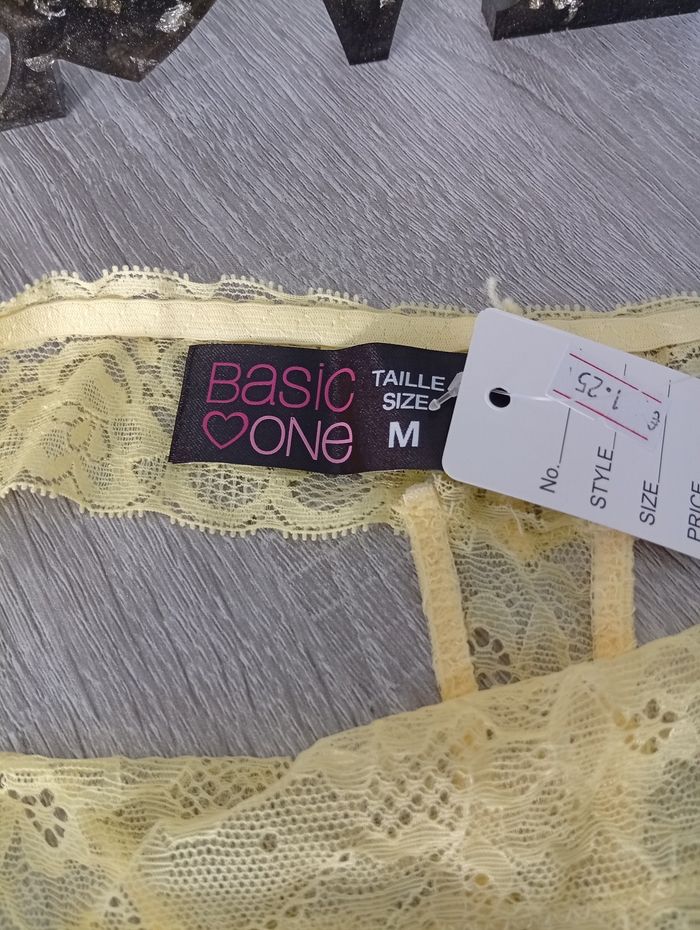 Basic
ONe
TAILLE
SIZE
M
1.25
No.
STYLE
SIZE
PRICE